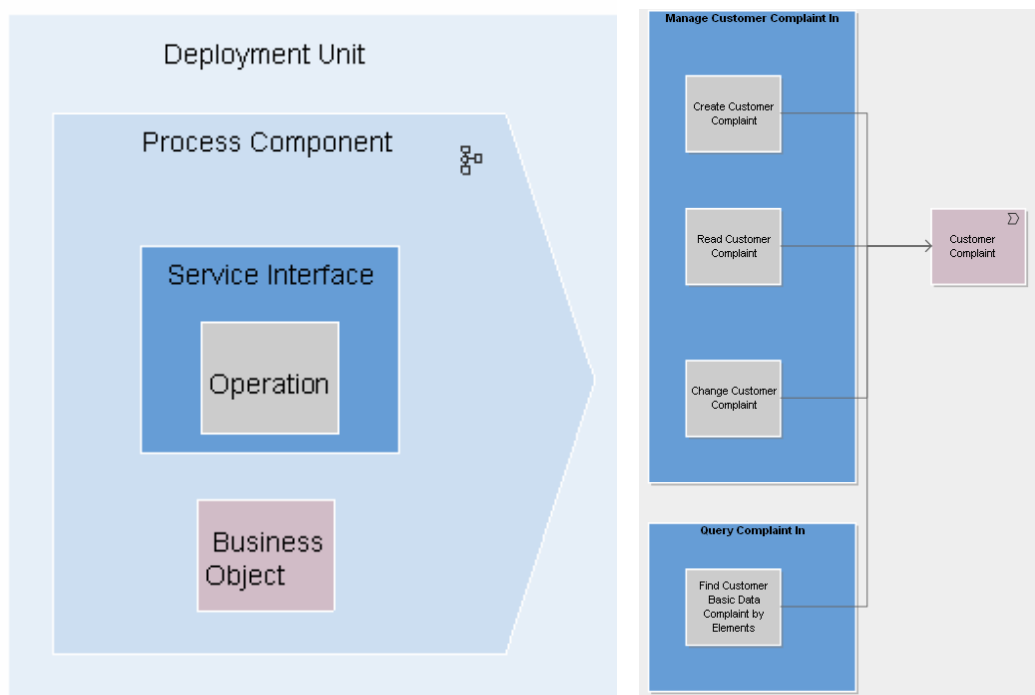 Deployment Unit
Process Component
Service Interface
Operation
Business
Object
Manage Customer Complaint In
Create Customer
Complaint
Read Customer
Complaint
Customer
Complaint
Change Customer
Complaint
Query Complaint In
Find Customer
Basic Data
Complaint by
Elements